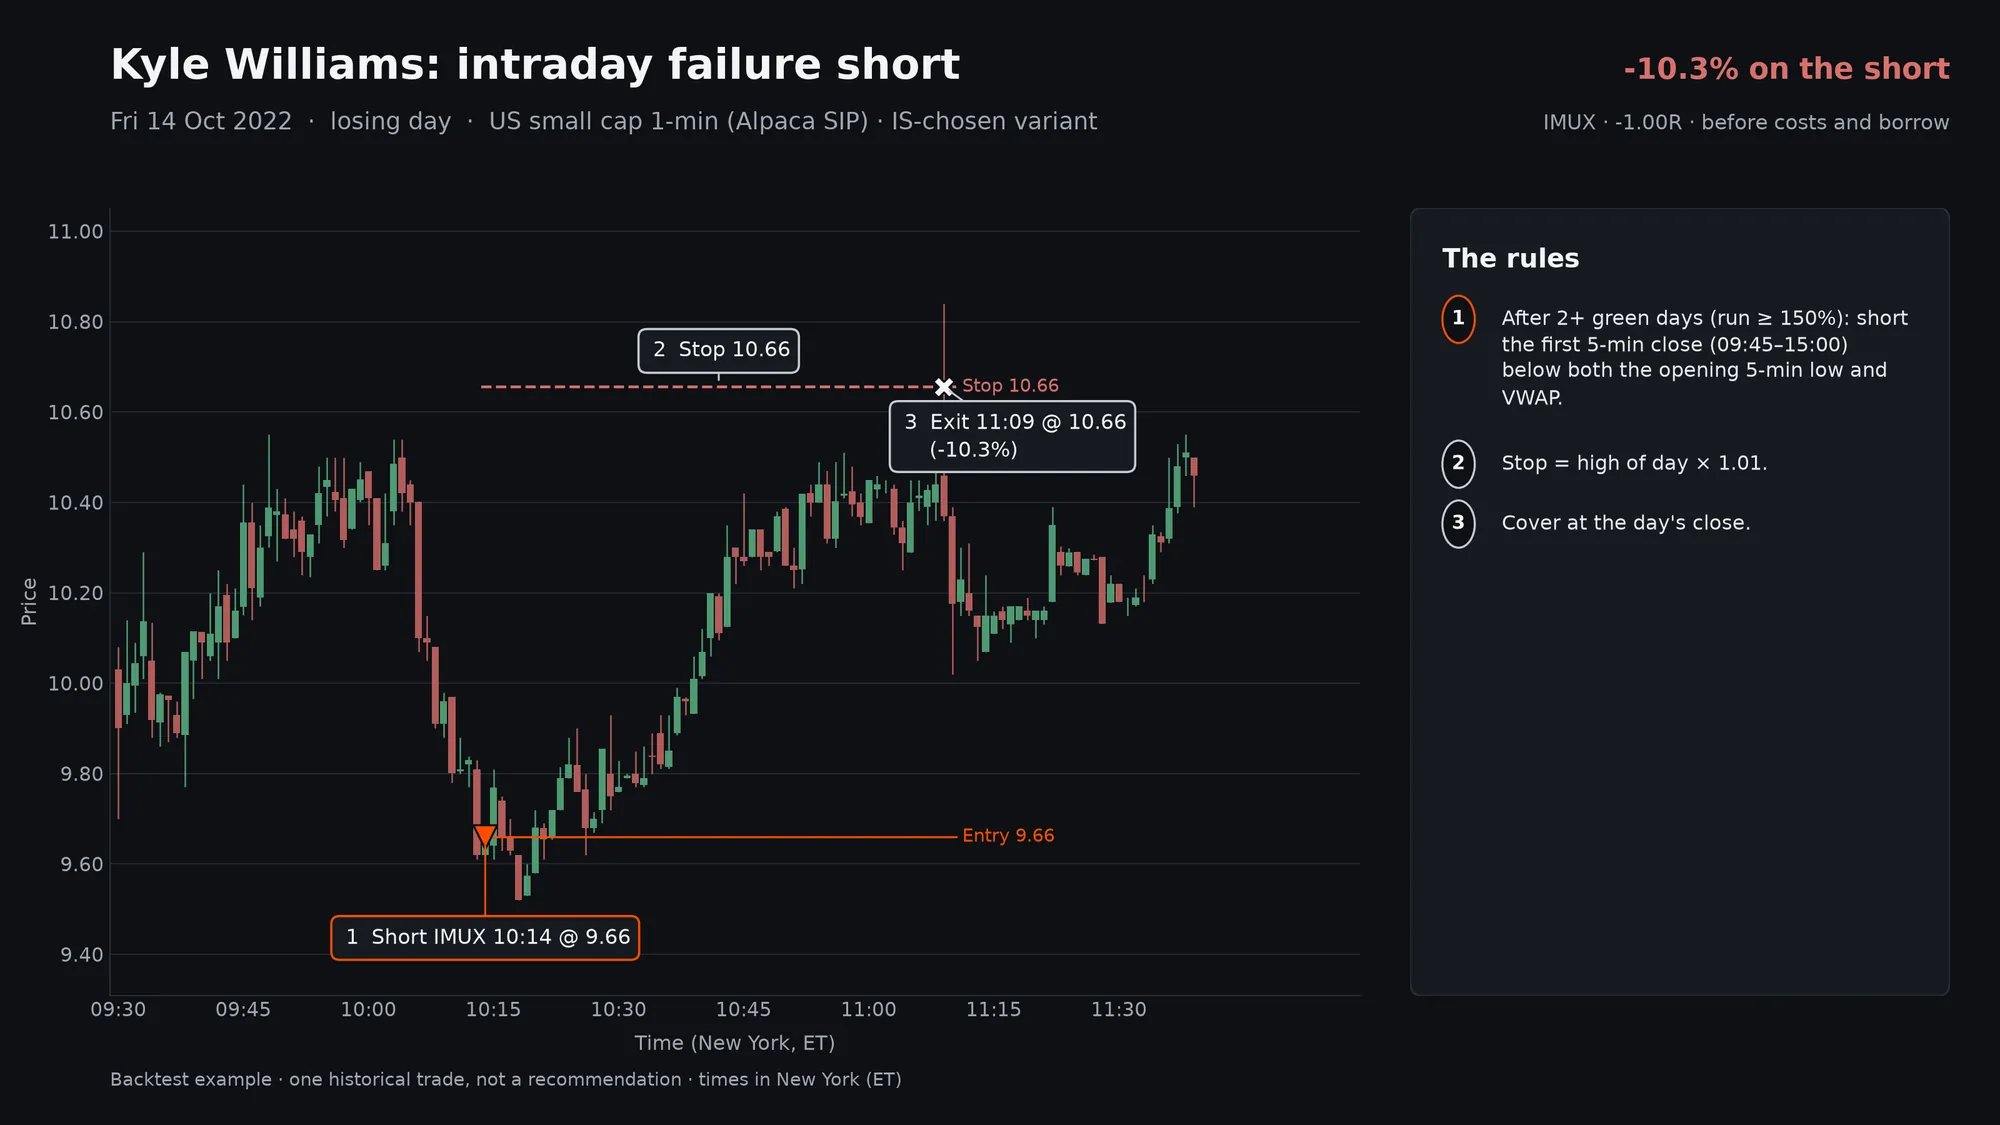 Kyle Williams: intraday failure short
-10.3% on the short
Fri 14 Oct 2022 · losing day · US small cap 1-min (Alpaca SIP) · IS-chosen variant
IMUX · -1.00R · before costs and borrow
11.00
10.80
10.60
10.40
10.20
10.00
9.80
9.60
9.40
Price
2 Stop 10.66
Stop 10.66
3 Exit 11:09 @ 10.66
(-10.3%)
Entry 9.66
1 Short IMUX 10:14 @ 9.66
09:30
09:45
10:00
10:15
10:30
10:45
11:00
11:15
11:30
Time (New York, ET)
The rules
1 After 2+ green days (run ≥ 150%): short
the first 5-min close (09:45–15:00)
below both the opening 5-min low and
VWAP.
2 Stop = high of day × 1.01.
3 Cover at the day's close.
Backtest example · one historical trade, not a recommendation · times in New York (ET)